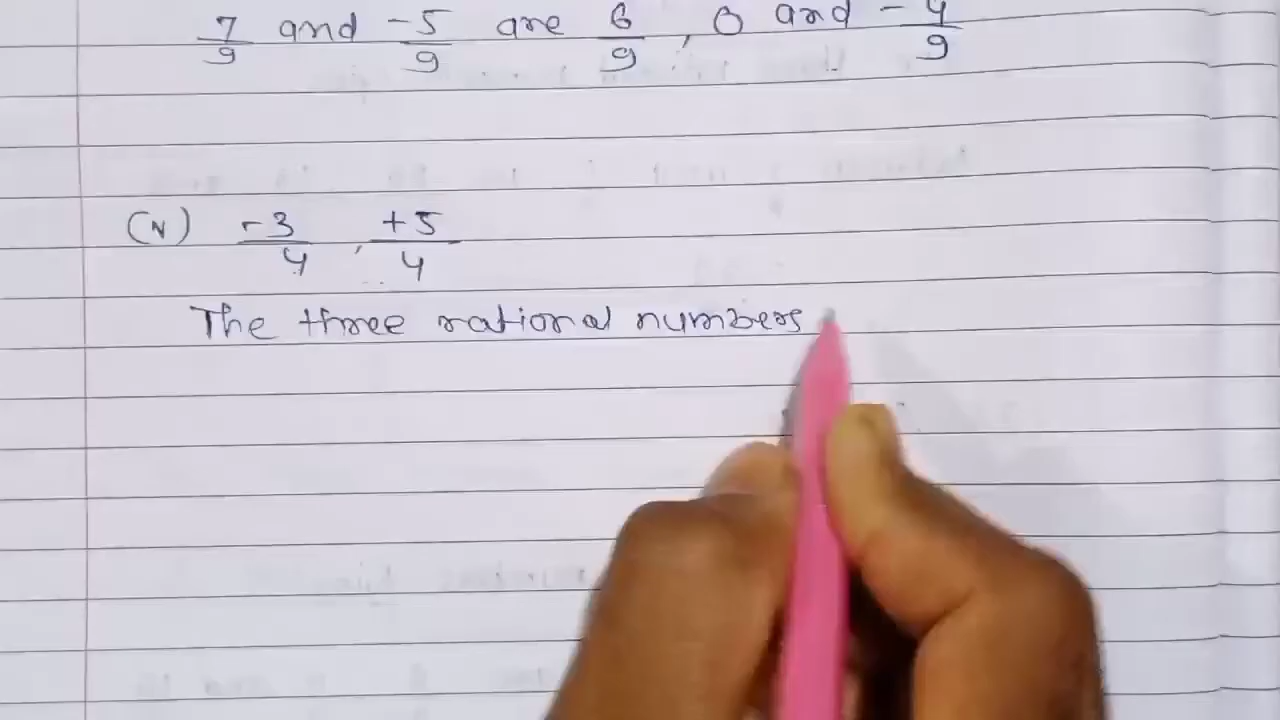 7/9 and -5/9 are 6/9, 0 and -4/9
(V) -3/4, +5/4
The three rational numbers